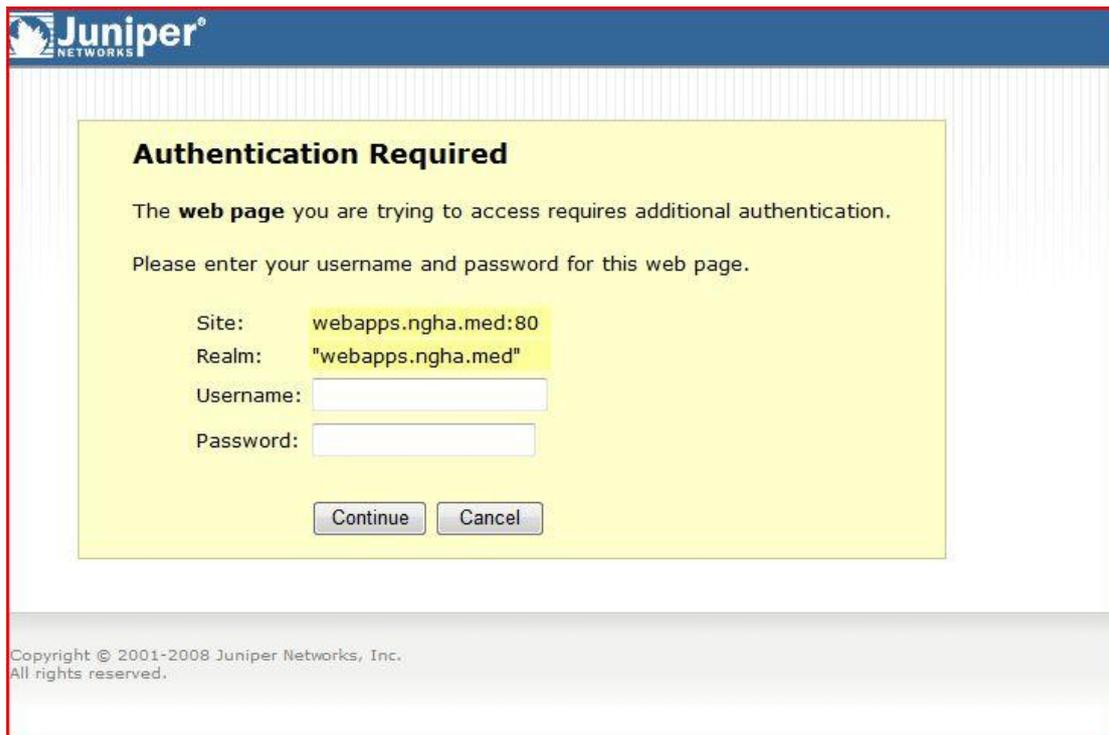 Juniper®
NETWORKS
Authentication Required
The web page you are trying to access requires additional authentication.
Please enter your username and password for this web page.
Site: webapps.ngha.med:80
Realm: "webapps.ngha.med"
Username:
Password:
Continue Cancel
Copyright © 2001-2008 Juniper Networks, Inc.
All rights reserved.